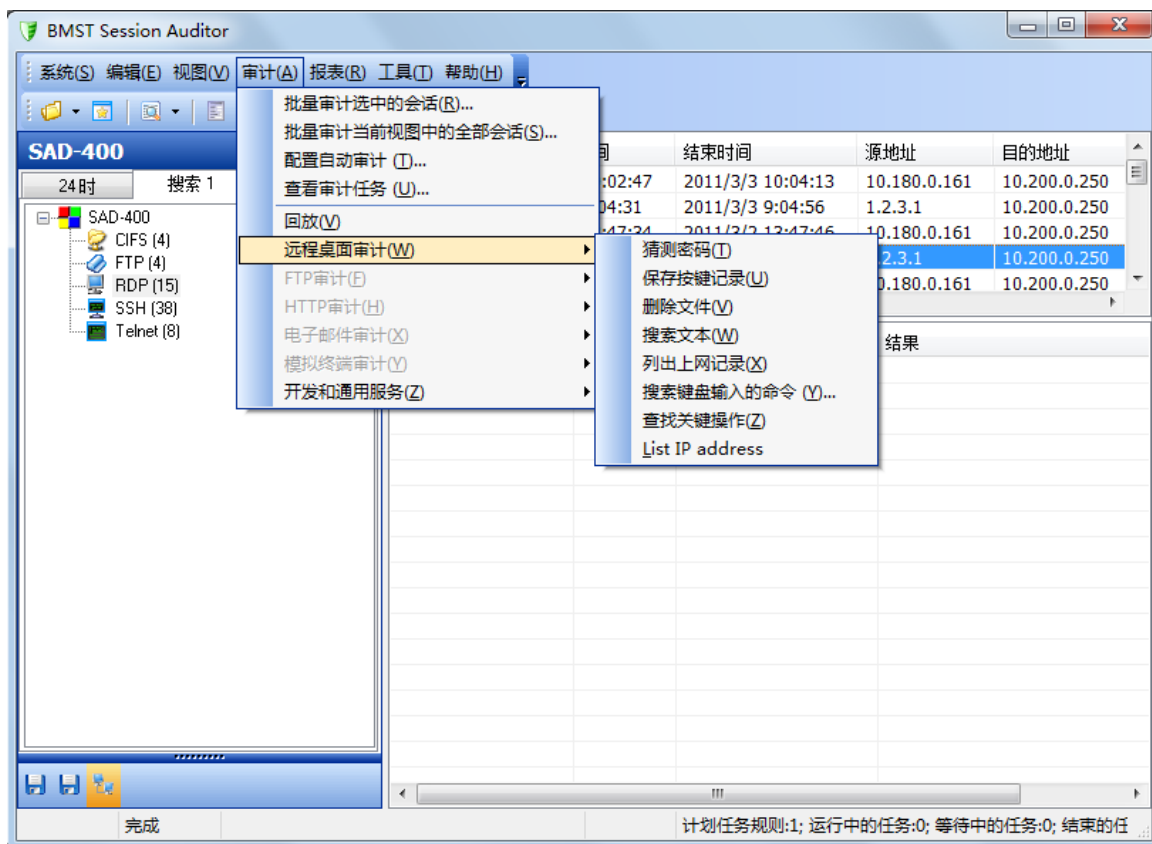 BMST Session Auditor
系统(S) 编辑(E) 视图(V) 审计(A) 报表(R) 工具(T) 帮助(H)
批量审计选中的会话(R)...
批量审计当前视图中的全部会话(S)...
配置自动审计 (T)...
查看审计任务 (U)...
回放(V)
远程桌面审计(W)
FTP审计(F)
HTTP审计(H)
电子邮件审计(X)
模拟终端审计(Y)
开发和通用服务(Z)
猜测密码(T)
保存按键记录(U)
删除文件(V)
搜索文本(W)
列出上网记录(X)
搜索键盘输入的命令 (Y)...
查找关键操作(Z)
List IP address
SAD-400
24时 搜索 1
SAD-400
CIFS (4)
FTP (4)
RDP (15)
SSH (38)
Telnet (8)
结束时间 源地址 目的地址
:02:47 2011/3/3 10:04:13 10.180.0.161 10.200.0.250
04:31 2011/3/3 9:04:56 1.2.3.1 10.200.0.250
:47:34 2011/3/2 13:47:46 10.180.0.161 10.200.0.250
.2.3.1 10.200.0.250
0.180.0.161 10.200.0.250
结果
完成
计划任务规则:1; 运行中的任务:0; 等待中的任务:0; 结束的任